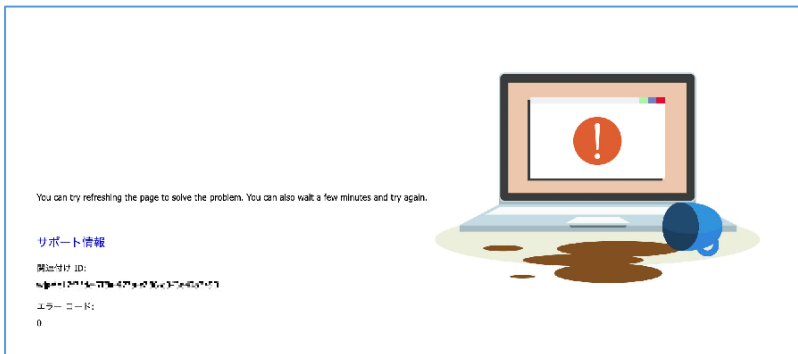 You can try refreshing the page to solve the problem. You can also wait a few minutes and try again.
サポート情報
関連付け ID:
エラー コード:
0